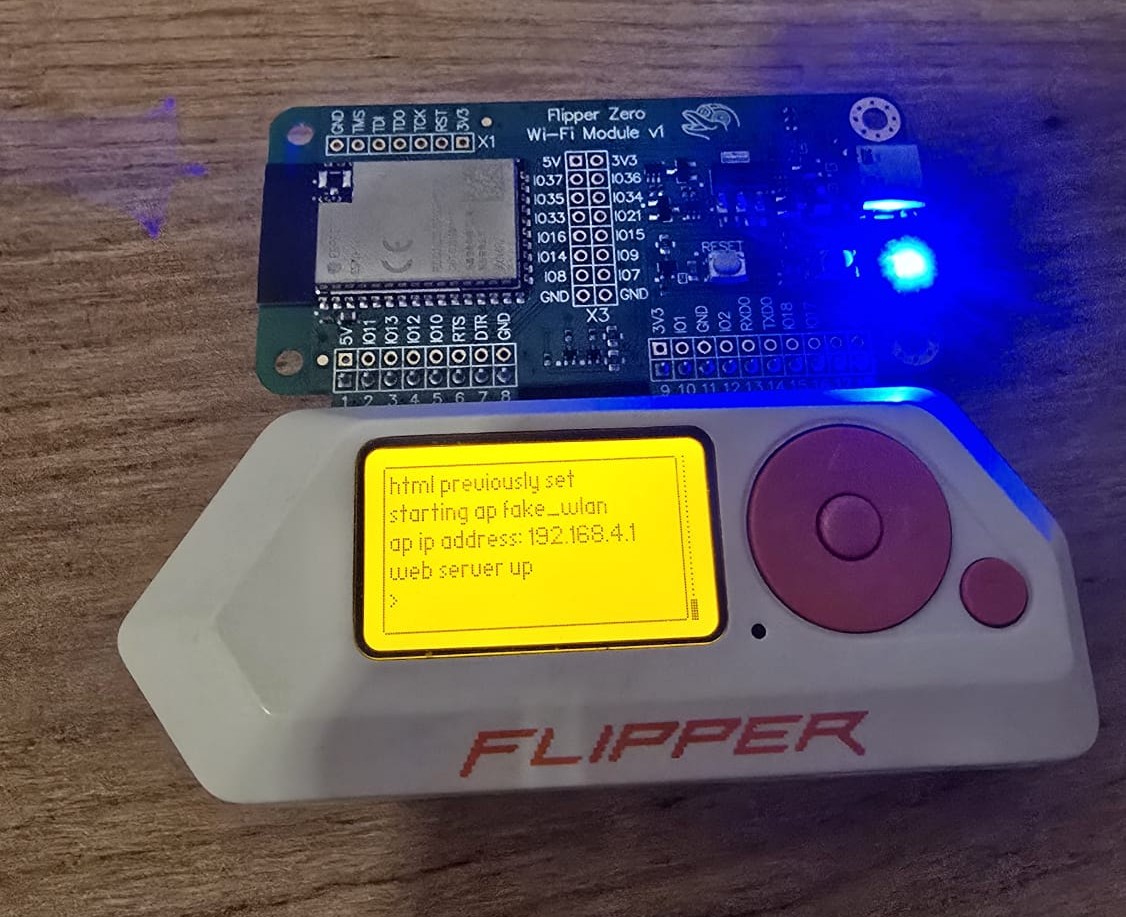 Flipper Zero
Wi-Fi Module v1
GND TMS TDI TDO TCK RST 3V3
X1
5V 3V3
IO37 IO36
IO35 IO34
IO33 IO21
IO16 IO15
IO14 IO9
IO8 IO7
GND GND
X3
RESET
CE
5V IO11 IO13 IO12 IO10 RTS DTR GND
1 2 3 4 5 6 7 8
3V3 IO1 GND IO2 RXD0 TXD0 IO18 IO17
9 10 11 12 13 14 15
html previously set
starting ap fake_wlan
ap ip address: 192.168.4.1
web server up
>
FLIPPER